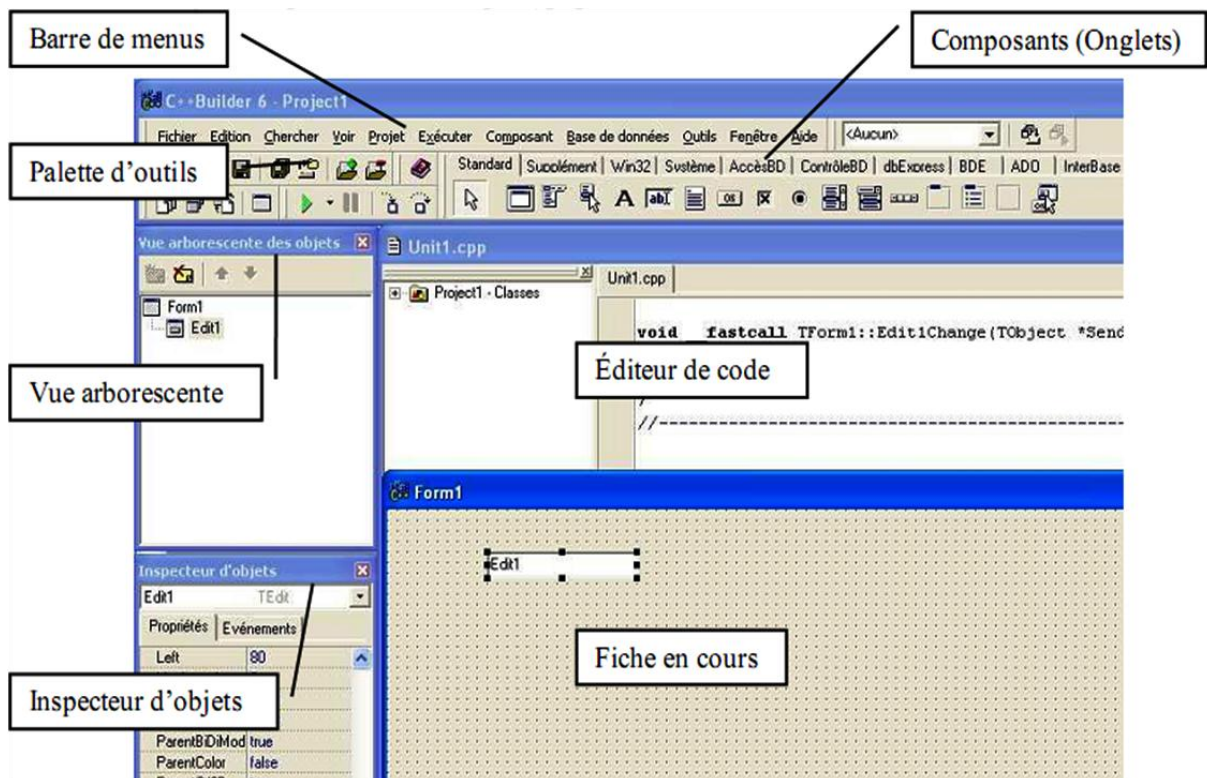 Barre de menus
Composants (Onglets)
C++Builder 6 - Project1
Fichier Edition Chercher Voir Projet Exécuter Composant Base de données Outils Fenêtre Aide <Aucun>
Palette d'outils
Standard Supplément Win32 Système AccèsBD ContrôleBD dbExpress BDE ADO InterBase
Vue arborescente des objets
Unit1.cpp
Project1 - Classes
Unit1.cpp
Form1
Edit1
void __fastcall TForm1::Edit1Change(TObject *Send
Éditeur de code
Vue arborescente
//--------------------------------------------
Form1
Edit1
Inspecteur d'objets
Edit1 TEdit
Propriétés Evénements
Left 80
Fiche en cours
Inspecteur d'objets
ParentBiDiMod true
ParentColor false